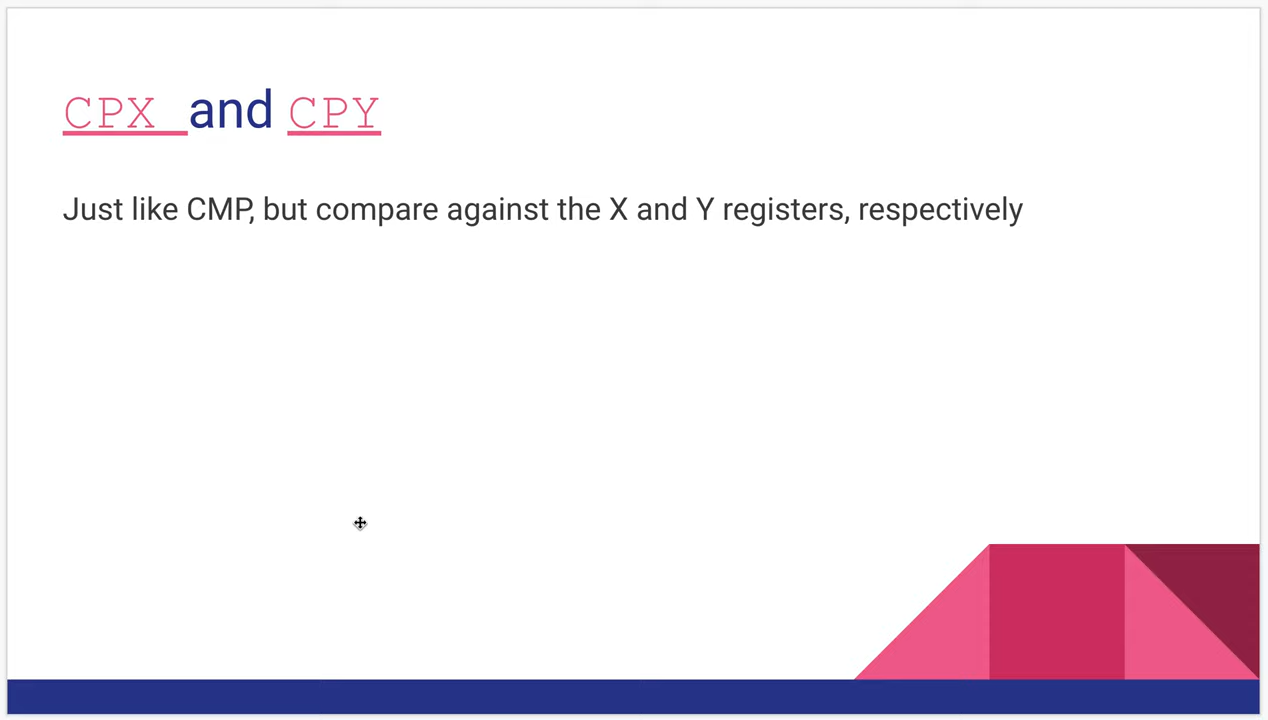 CPX and CPY
Just like CMP, but compare against the X and Y registers, respectively